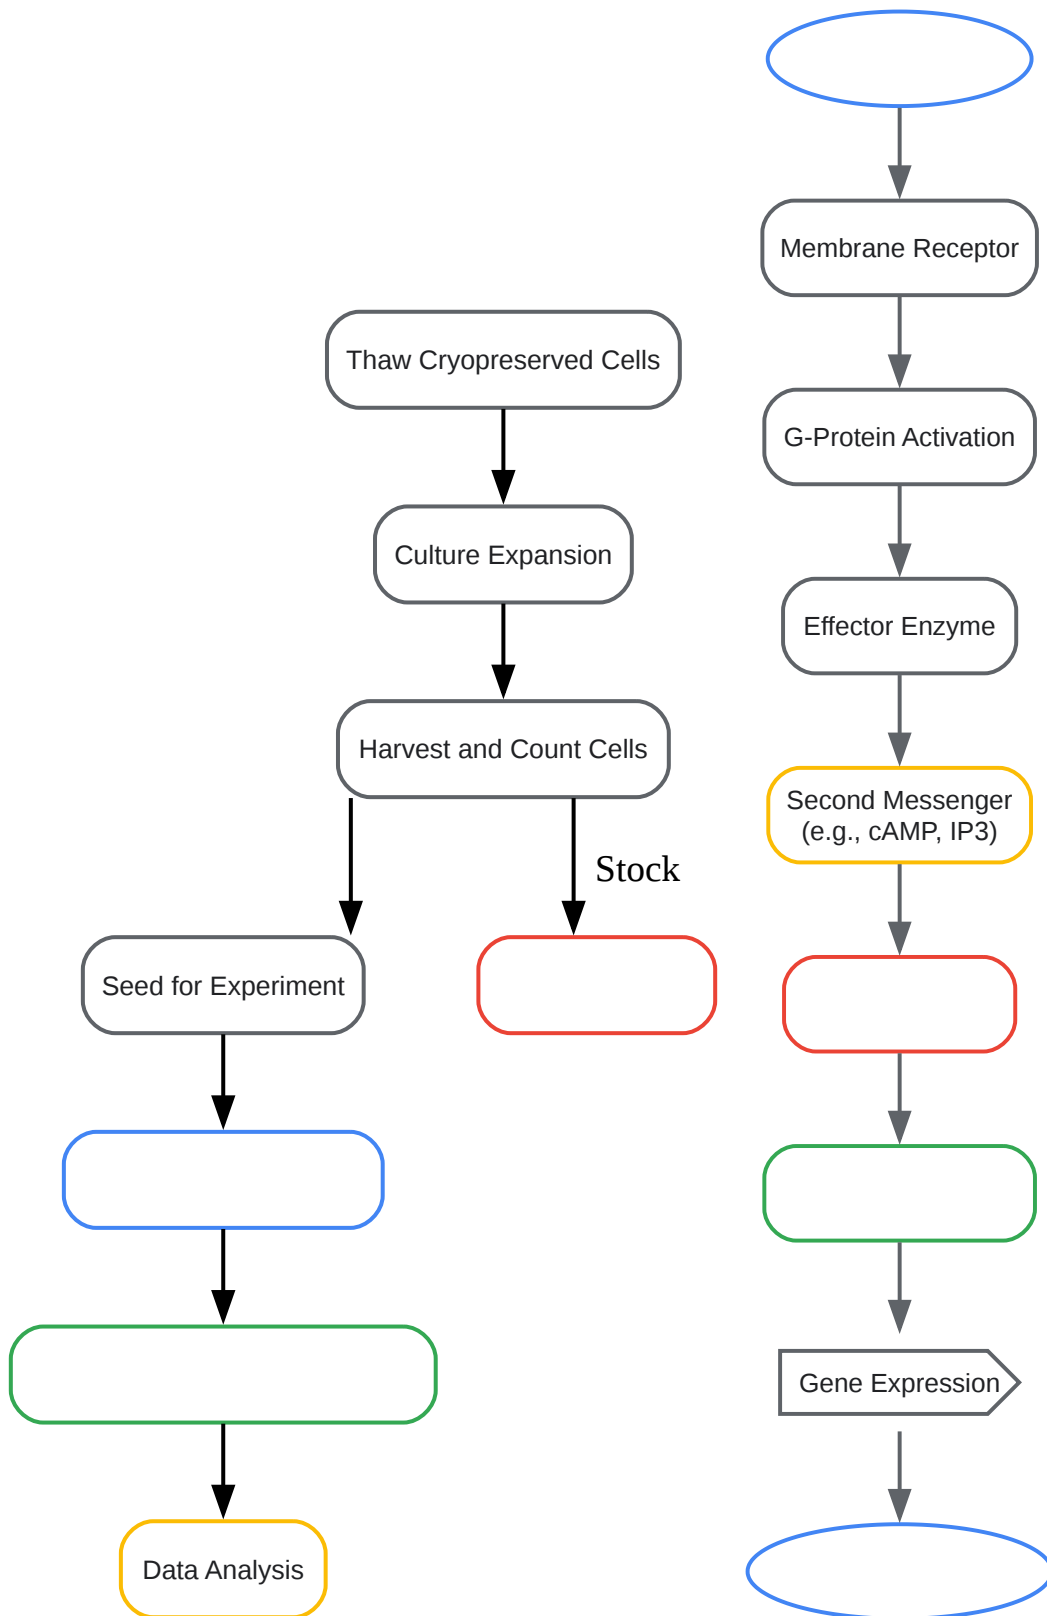 Thaw Cryopreserved Cells
Culture Expansion
Harvest and Count Cells
Stock
Seed for Experiment
Data Analysis
Membrane Receptor
G-Protein Activation
Effector Enzyme
Second Messenger
(e.g., cAMP, IP3)
Gene Expression